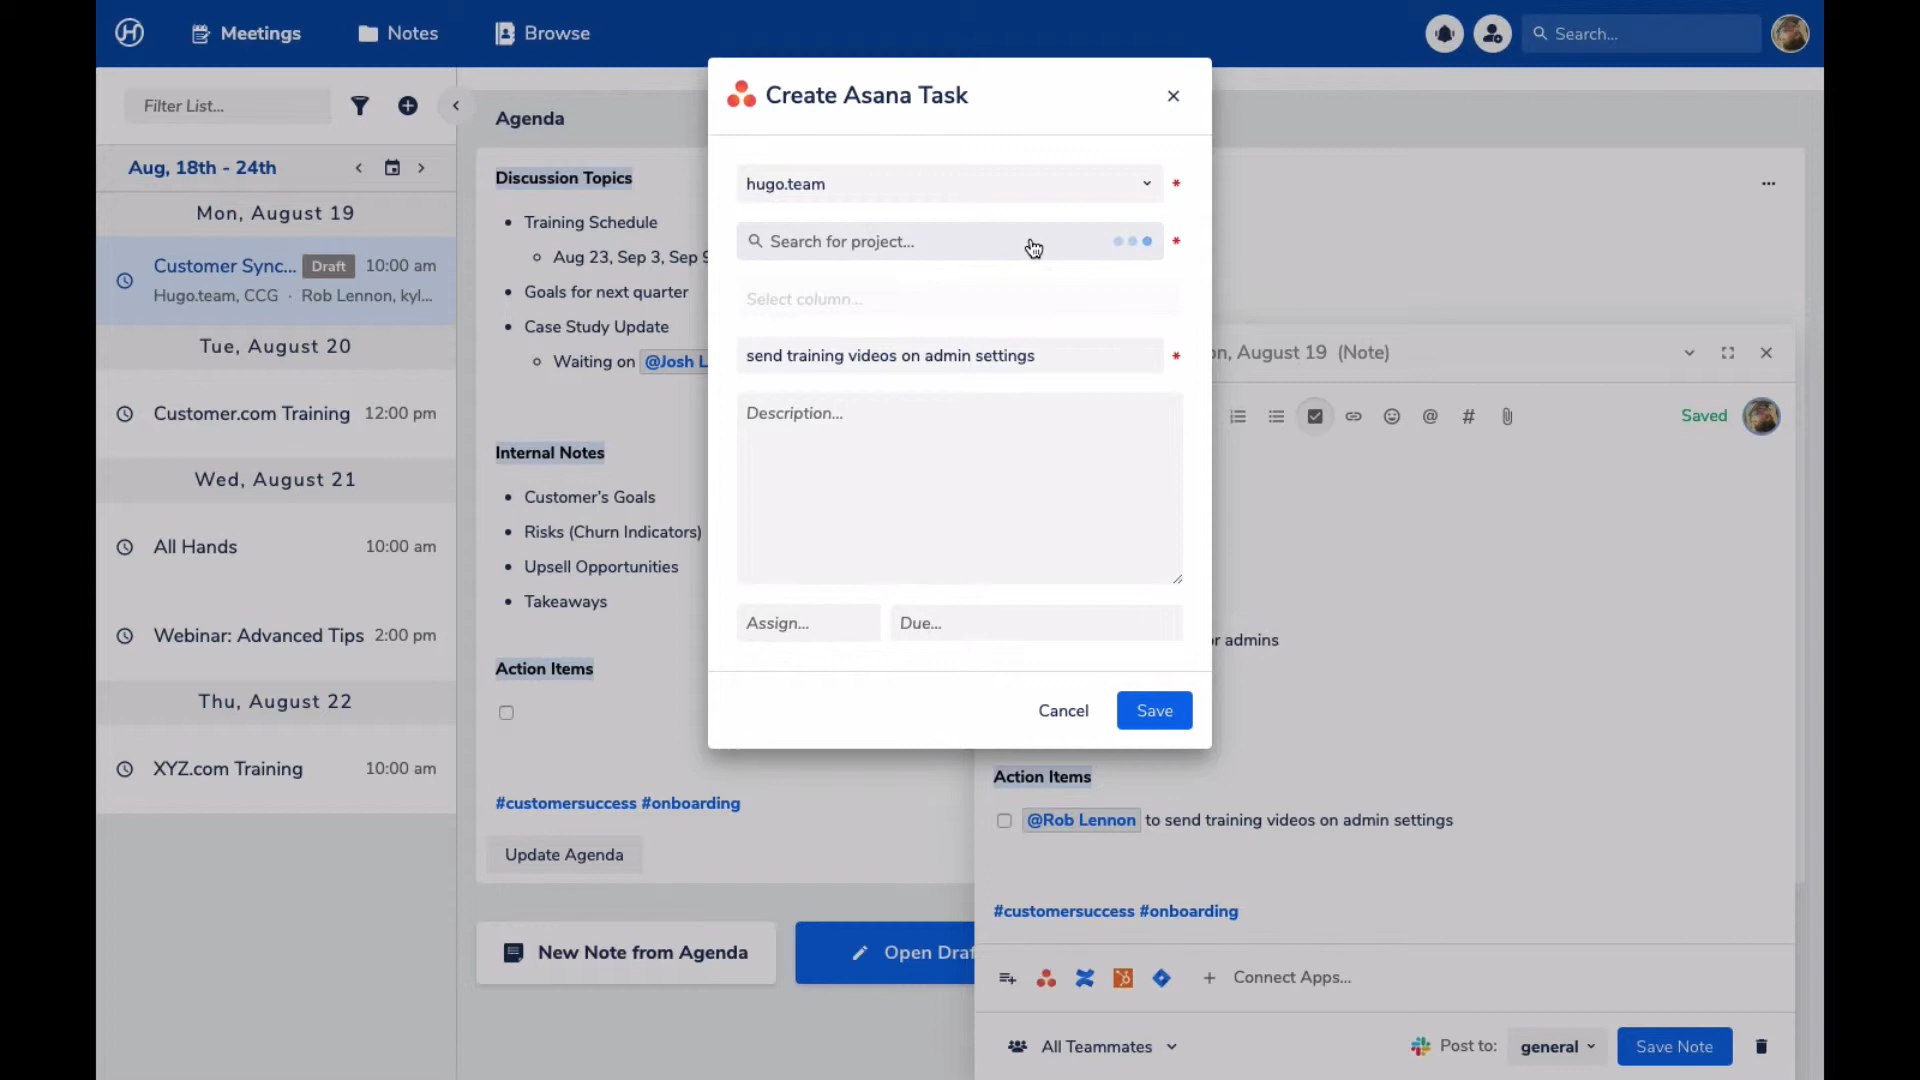 Meetings
Notes
Browse
Search...
Filter List...
Aug, 18th - 24th
Mon, August 19
Customer Sync... Draft 10:00 am
Hugo.team, CCG · Rob Lennon, kyl...
Tue, August 20
Customer.com Training 12:00 pm
Wed, August 21
All Hands 10:00 am
Webinar: Advanced Tips 2:00 pm
Thu, August 22
XYZ.com Training 10:00 am
Agenda
Discussion Topics
Training Schedule
Aug 23, Sep 3, Sep 9
Goals for next quarter
Case Study Update
Waiting on @Josh L
Internal Notes
Customer's Goals
Risks (Churn Indicators)
Upsell Opportunities
Takeaways
Action Items
#customersuccess #onboarding
Update Agenda
New Note from Agenda
Open Draf
Create Asana Task
hugo.team *
Search for project... *
Select column...
send training videos on admin settings *
Description...
Assign... Due...
Cancel Save
on, August 19 (Note)
Saved
or admins
Action Items
@Rob Lennon to send training videos on admin settings
#customersuccess #onboarding
+ Connect Apps...
All Teammates
Post to: general
Save Note